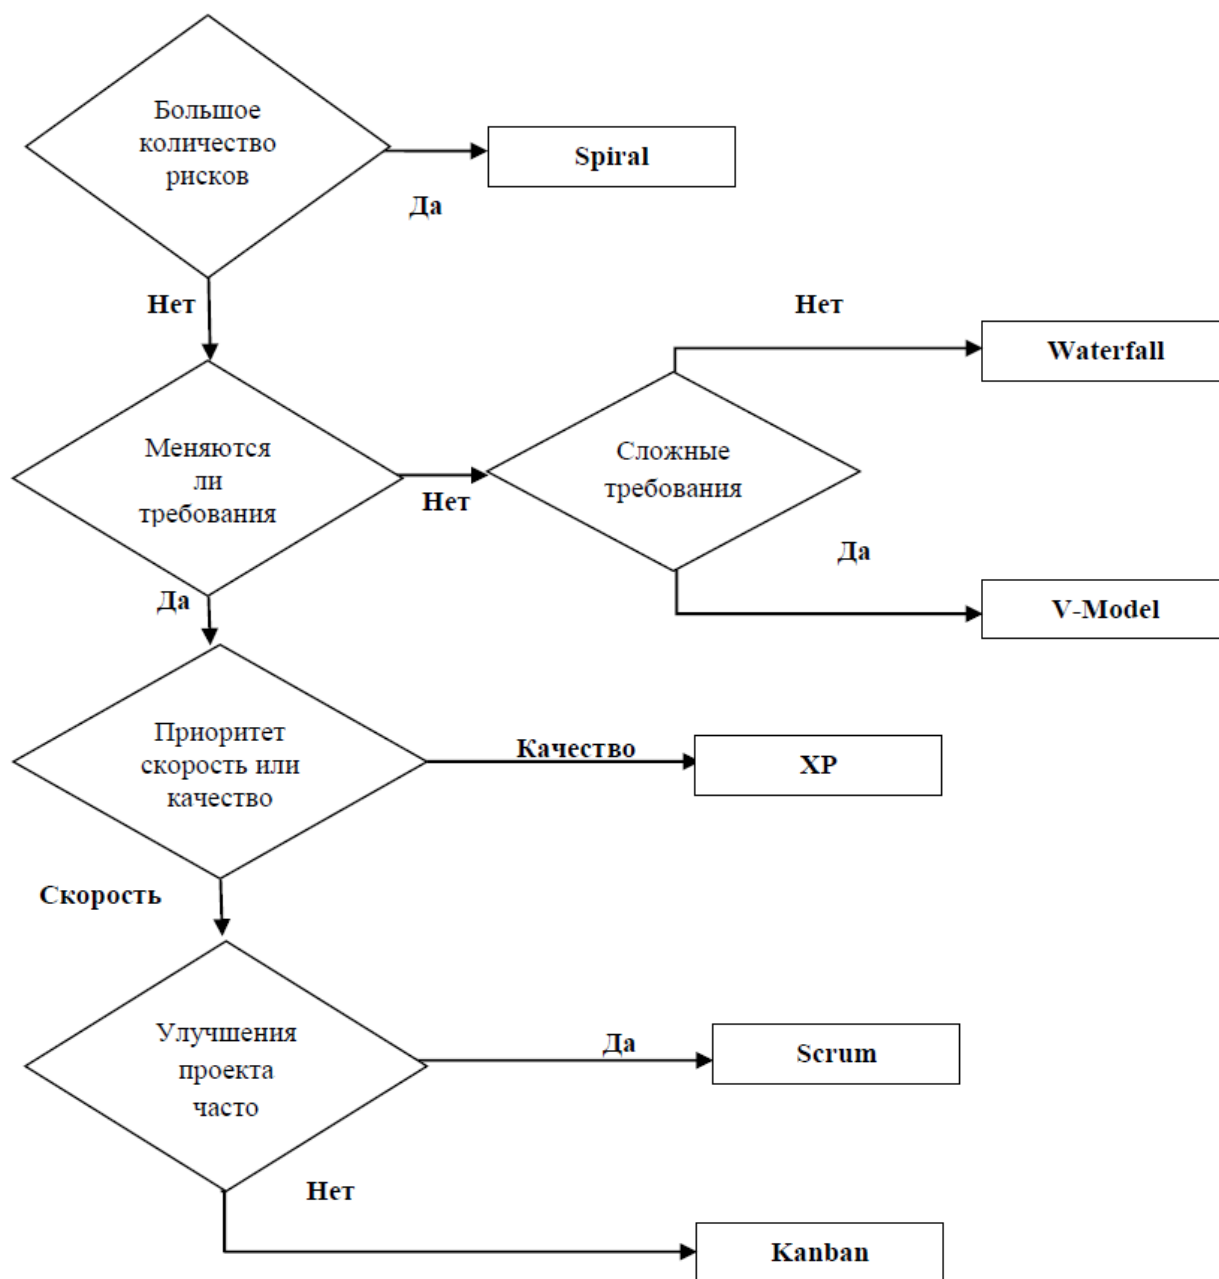 Большое
количество
рисков
Spiral
Да
Нет
Нет
Waterfall
Меняются
ли
требования
Нет
Сложные
требования
Да
V-Model
Да
Приоритет
скорость или
качество
Качество
XP
Скорость
Улучшения
проекта
часто
Да
Scrum
Нет
Kanban